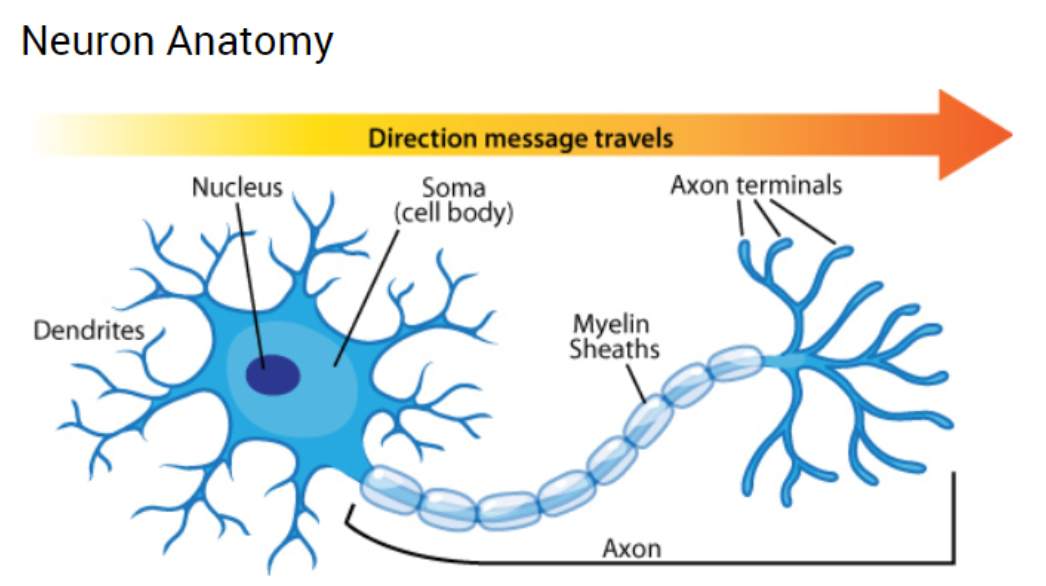 Neuron Anatomy
Direction message travels
Nucleus
Soma
(cell body)
Axon terminals
Dendrites
Myelin
Sheaths
Axon